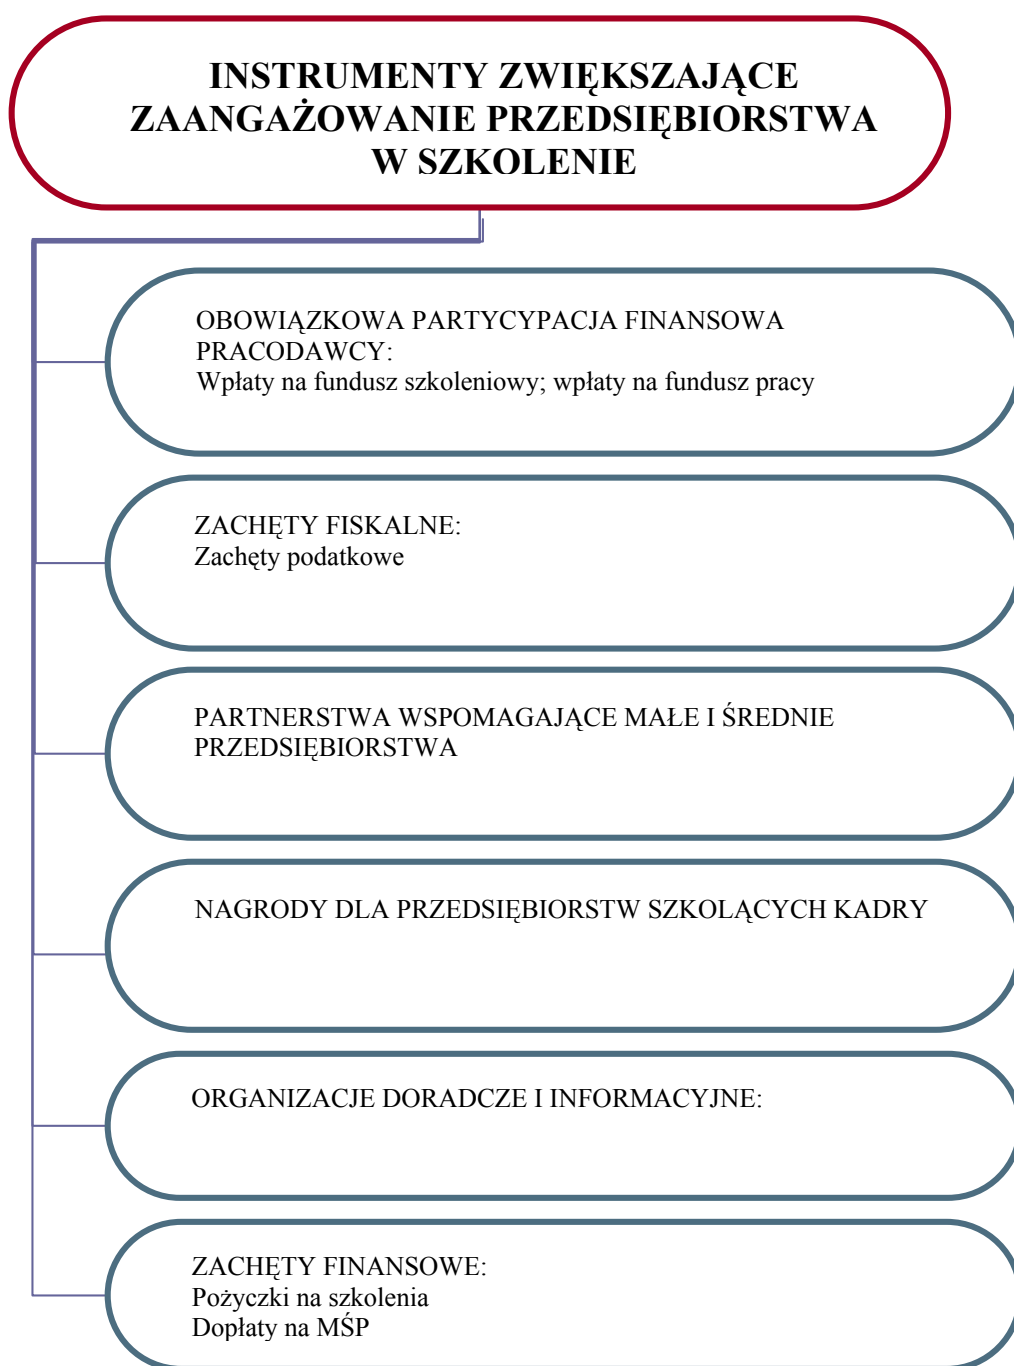 INSTRUMENTY ZWIĘKSZAJĄCE
ZAANGAŻOWANIE PRZEDSIĘBIORSTWA
W SZKOLENIE
OBOWIĄZKOWA PARTYCYPACJA FINANSOWA
PRACODAWCY:
Wpłaty na fundusz szkoleniowy; wpłaty na fundusz pracy
ZACHĘTY FISKALNE:
Zachęty podatkowe
PARTNERSTWA WSPOMAGAJĄCE MAŁE I ŚREDNIE
PRZEDSIĘBIORSTWA
NAGRODY DLA PRZEDSIĘBIORSTW SZKOLĄCYCH KADRY
ORGANIZACJE DORADCZE I INFORMACYJNE:
ZACHĘTY FINANSOWE:
Pożyczki na szkolenia
Dopłaty na MŚP